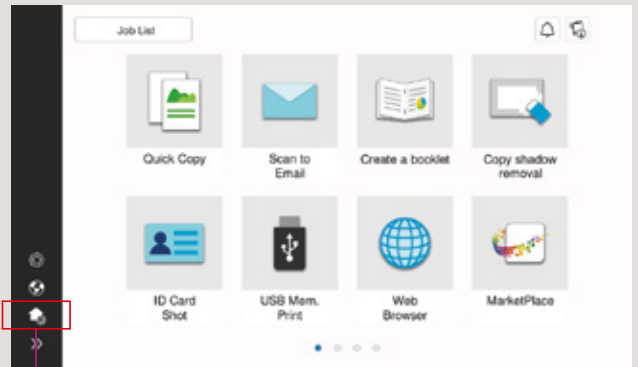 Job List
Quick Copy
Scan to
Email
Create a booklet
Copy shadow
removal
ID Card
Shot
USB Mem.
Print
Web
Browser
MarketPlace